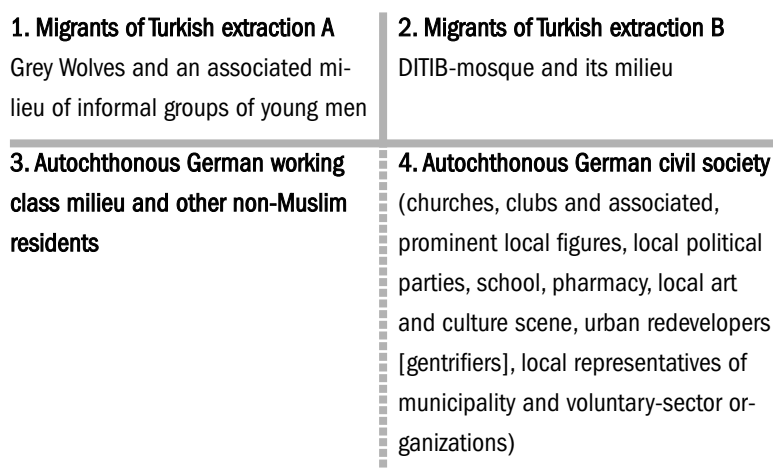 1. Migrants of Turkish extraction A
Grey Wolves and an associated mi-
lieu of informal groups of young men
2. Migrants of Turkish extraction B
DITIB-mosque and its milieu
3. Autochthonous German working
class milieu and other non-Muslim
residents
4. Autochthonous German civil society
(churches, clubs and associated,
prominent local figures, local political
parties, school, pharmacy, local art
and culture scene, urban redevelopers
[gentrifiers], local representatives of
municipality and voluntary-sector or-
ganizations)